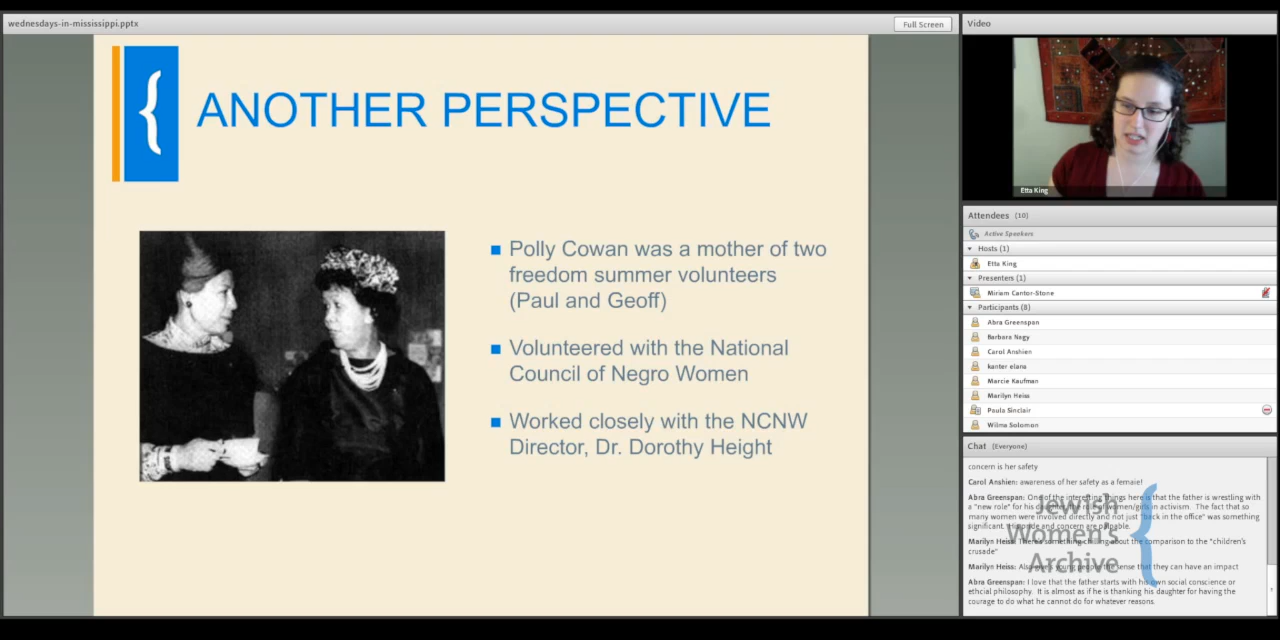 wednesdays-in-mississippi.pptx
Full Screen
{ ANOTHER PERSPECTIVE
■ Polly Cowan was a mother of two
freedom summer volunteers
(Paul and Geoff)
■ Volunteered with the National
Council of Negro Women
■ Worked closely with the NCNW
Director, Dr. Dorothy Height
Video
Etta King
Attendees (10)
Active Speakers
Hosts (1)
Etta King
Presenters (1)
Miriam Cantor-Stone
Participants (8)
Abra Greenspan
Barbara Nagy
Carol Anshien
kanter elana
Marcie Kaufman
Marilyn Heiss
Paula Sinclair
Wilma Solomon
Chat (Everyone)
concern is her safety
Carol Anshien: awareness of her safety as a female!
Abra Greenspan: One of the interesting things here is that the father is wrestling with
a "new role" for his daughter, the role of women/girls in activism. The fact that so
many women were involved directly and not just "back in the office" was something
significant. His pride and concern are palpable.
Marilyn Heiss: There's something chilling about the comparison to the "children's
crusade"
Marilyn Heiss: Also gives young people the sense that they can have an impact
Abra Greenspan: I love that the father starts with his own social conscience or
ethcial philosophy. It is almost as if he is thanking his daughter for having the
courage to do what he cannot do for whatever reasons.
Jewish
Women's
Archive {